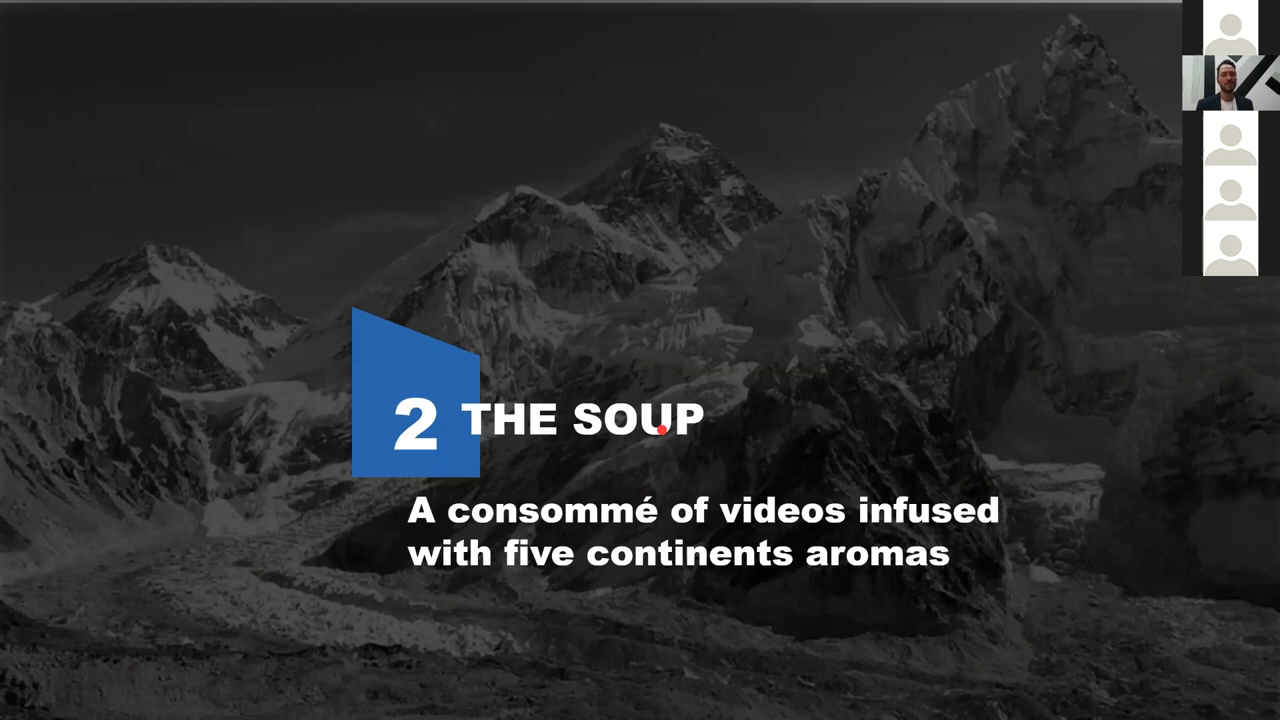 2 THE SOUP
A consommé of videos infused
with five continents aromas